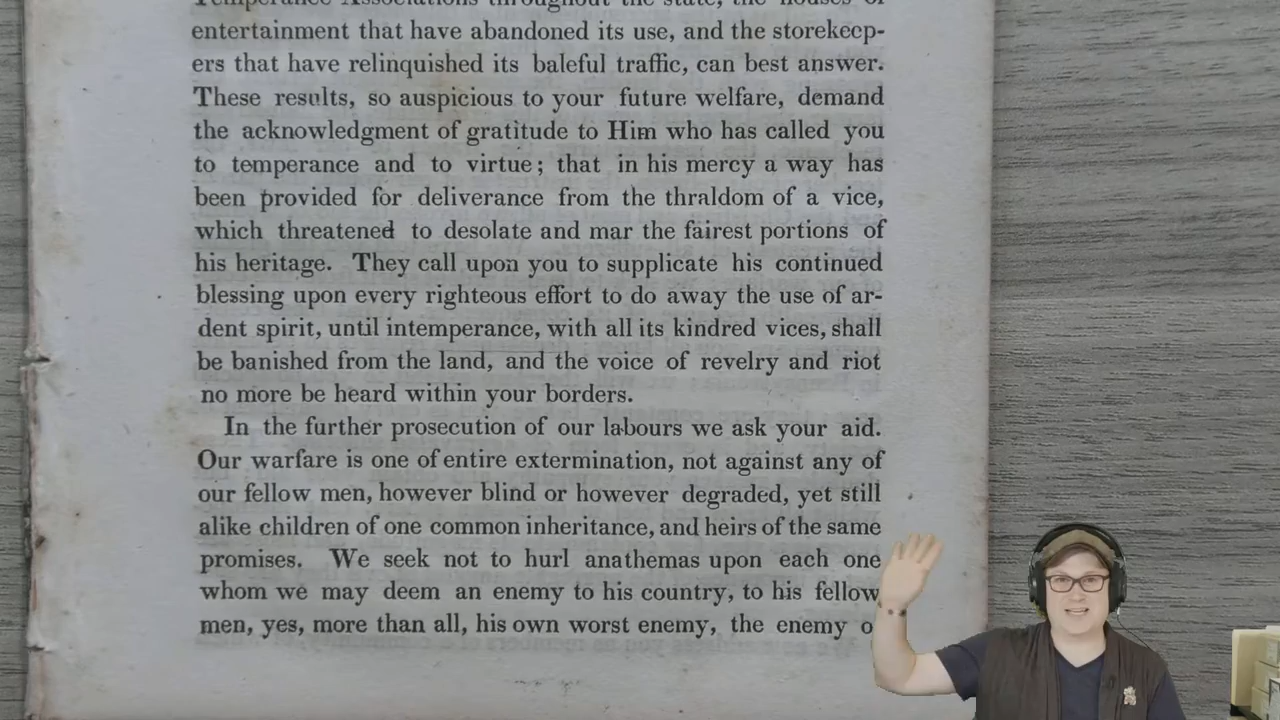 Temperance Associations throughout the state, the houses of
entertainment that have abandoned its use, and the storekeep-
ers that have relinquished its baleful traffic, can best answer.
These results, so auspicious to your future welfare, demand
the acknowledgment of gratitude to Him who has called you
to temperance and to virtue; that in his mercy a way has
been provided for deliverance from the thraldom of a vice,
which threatened to desolate and mar the fairest portions of
his heritage. They call upon you to supplicate his continued
blessing upon every righteous effort to do away the use of ar-
dent spirit, until intemperance, with all its kindred vices, shall
be banished from the land, and the voice of revelry and riot
no more be heard within your borders.
In the further prosecution of our labours we ask your aid.
Our warfare is one of entire extermination, not against any of
our fellow men, however blind or however degraded, yet still
alike children of one common inheritance, and heirs of the same
promises. We seek not to hurl anathemas upon each one
whom we may deem an enemy to his country, to his fellow
men, yes, more than all, his own worst enemy, the enemy o